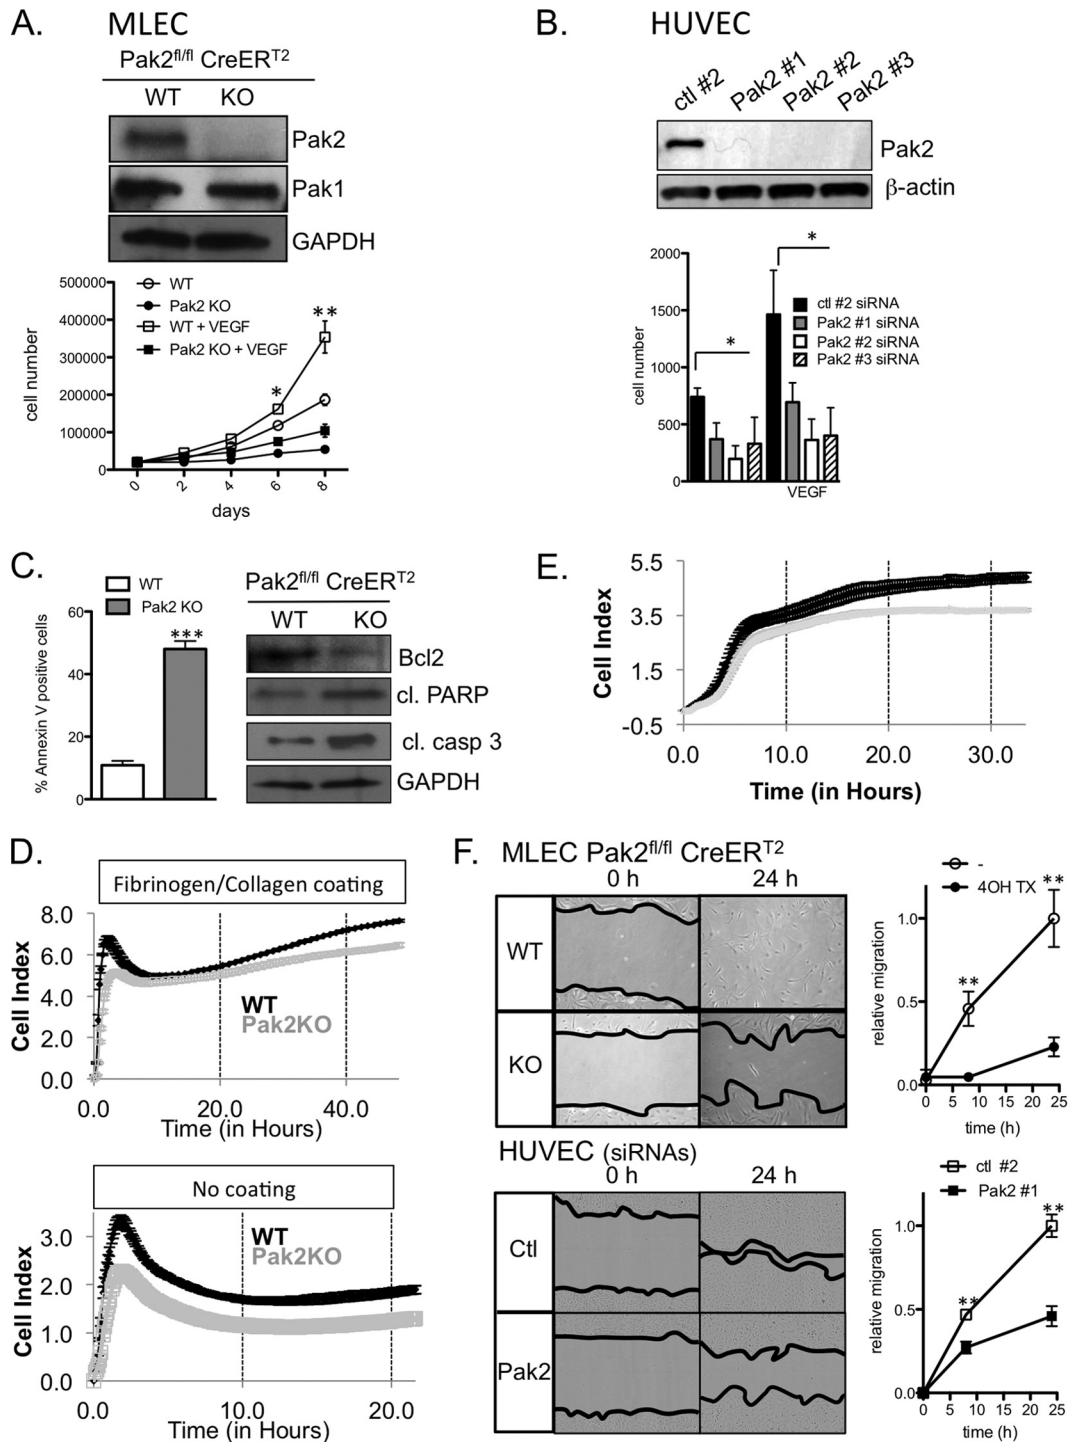 A. MLEC
Pak2fl/fl CreERT2
WT KO
Pak2
Pak1
GAPDH
500000
400000
300000
200000
100000
0
cell number
WT
Pak2 KO
WT + VEGF
Pak2 KO + VEGF
*
**
0 2 4 6 8
days
B. HUVEC
ctl #2 Pak2 #1 Pak2 #2 Pak2 #3
Pak2
β-actin
2000
1500
1000
500
0
cell number
*
*
ctl #2 siRNA
Pak2 #1 siRNA
Pak2 #2 siRNA
Pak2 #3 siRNA
VEGF
C.
WT
Pak2 KO
60
40
20
0
% Annexin V positive cells
***
Pak2fl/fl CreERT2
WT KO
Bcl2
cl. PARP
cl. casp 3
GAPDH
E.
5.5
3.5
1.5
-0.5
Cell Index
0.0 10.0 20.0 30.0
Time (in Hours)
D.
Fibrinogen/Collagen coating
8.0
6.0
4.0
2.0
0.0
Cell Index
WT
Pak2KO
0.0 20.0 40.0
Time (in Hours)
No coating
3.0
2.0
1.0
0.0
Cell Index
WT
Pak2KO
0.0 10.0 20.0
Time (in Hours)
F. MLEC Pak2fl/fl CreERT2
0 h 24 h
WT
KO
-
4OH TX
**
**
1.0
0.5
0.0
relative migration
0 5 10 15 20 25
time (h)
HUVEC (siRNAs)
0 h 24 h
Ctl
Pak2
ctl #2
Pak2 #1
**
**
1.0
0.5
0.0
relative migration
0 5 10 15 20 25
time (h)